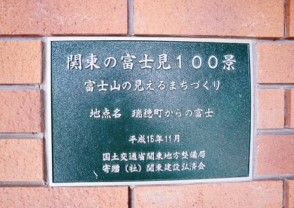 関東の富士見１００景
富士山の見えるまちづくり
地点名　瑞穂町からの富士
平成16年11月
国土交通省関東地方整備局
寄贈（社）関東建設弘済会